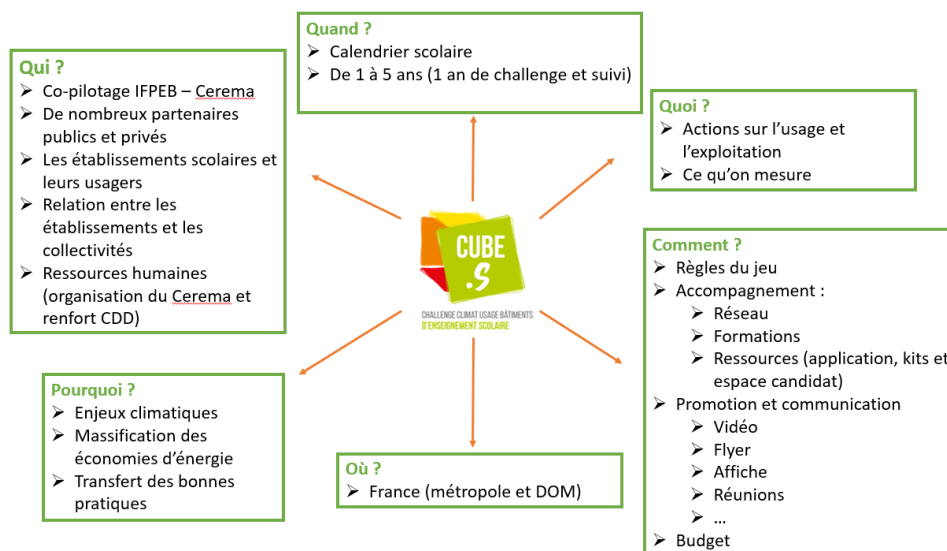 Quand ?
➢ Calendrier scolaire
➢ De 1 à 5 ans (1 an de challenge et suivi)
Qui ?
➢ Co-pilotage IFPEB – Cerema
➢ De nombreux partenaires
publics et privés
➢ Les établissements scolaires et
leurs usagers
➢ Relation entre les
établissements et les
collectivités
➢ Ressources humaines
(organisation du Cerema et
renfort CDD)
Quoi ?
➢ Actions sur l’usage et
l’exploitation
➢ Ce qu’on mesure
CUBE
.S
CHALLENGE CLIMAT USAGE BÂTIMENTS
D'ENSEIGNEMENT SCOLAIRE
Comment ?
➢ Règles du jeu
➢ Accompagnement :
➢ Réseau
➢ Formations
➢ Ressources (application, kits et
espace candidat)
➢ Promotion et communication
➢ Vidéo
➢ Flyer
➢ Affiche
➢ Réunions
➢ ...
➢ Budget
Pourquoi ?
➢ Enjeux climatiques
➢ Massification des
économies d’énergie
➢ Transfert des bonnes
pratiques
Où ?
➢ France (métropole et DOM)